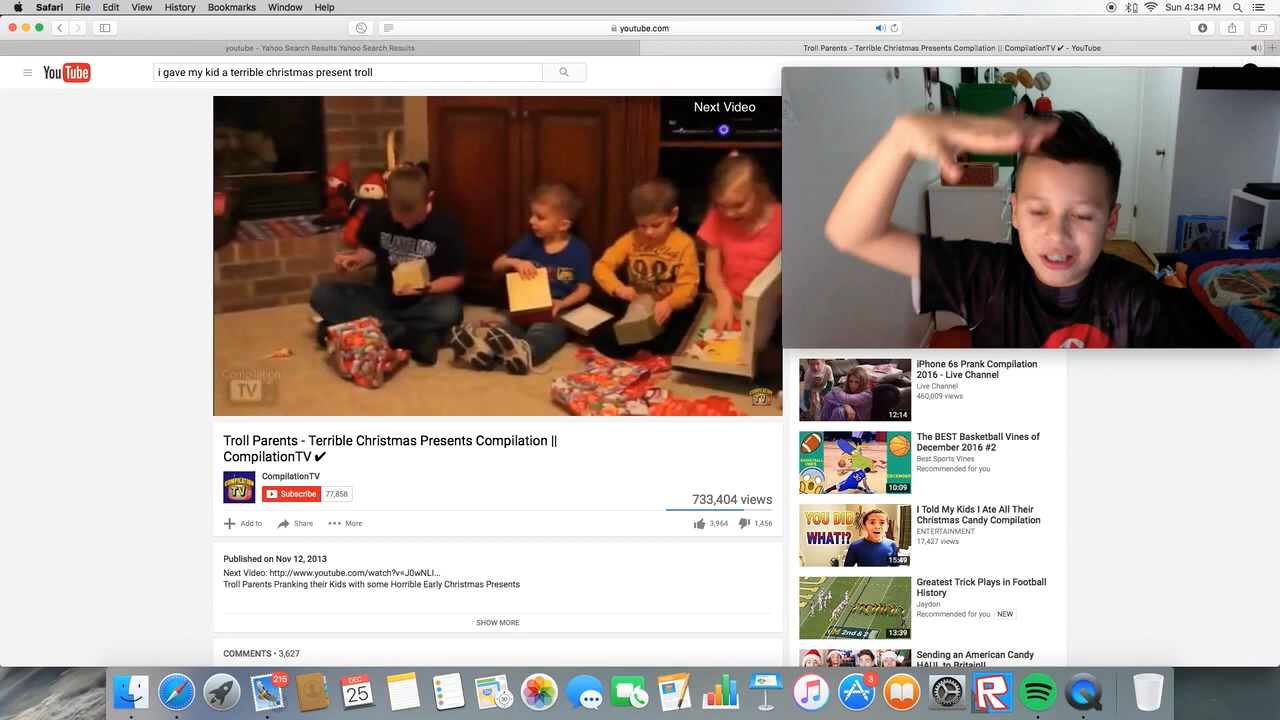 Safari File Edit View History Bookmarks Window Help
Sun 4:34 PM
youtube.com
youtube - Yahoo Search Results Yahoo Search Results
Troll Parents - Terrible Christmas Presents Compilation || CompilationTV ✔ - YouTube
YouTube
i gave my kid a terrible christmas present troll
Next Video
Compilation
TV
Troll Parents - Terrible Christmas Presents Compilation ||
CompilationTV ✔
CompilationTV
Subscribe 77,858
733,404 views
Add to Share More
3,964 1,456
Published on Nov 12, 2013
Next Video: http://www.youtube.com/watch?v=J0wNLI...
Troll Parents Pranking their Kids with some Horrible Early Christmas Presents
SHOW MORE
COMMENTS • 3,627
iPhone 6s Prank Compilation
2016 - Live Channel
Live Channel
460,009 views
12:14
The BEST Basketball Vines of
December 2016 #2
Best Sports Vines
Recommended for you
10:09
YOU DID
WHAT!?
I Told My Kids I Ate All Their
Christmas Candy Compilation
ENTERTAINMENT
17,427 views
15:49
Greatest Trick Plays in Football
History
Jaydon
Recommended for you NEW
2nd &
13:39
Sending an American Candy
HAUL to Britain!!
215
DEC
25
3